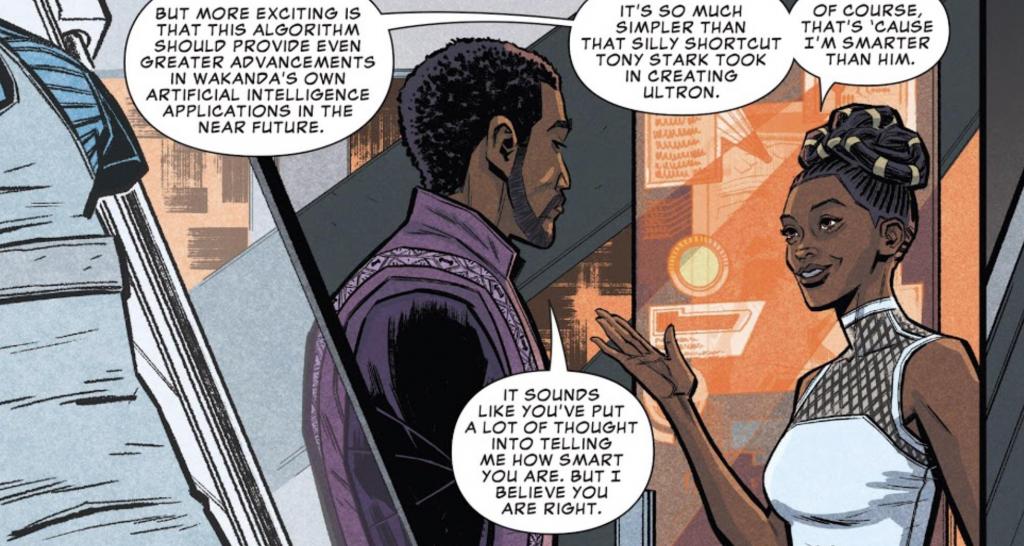 BUT MORE EXCITING IS
THAT THIS ALGORITHM
SHOULD PROVIDE EVEN
GREATER ADVANCEMENTS
IN WAKANDA'S OWN
ARTIFICIAL INTELLIGENCE
APPLICATIONS IN THE
NEAR FUTURE.
IT'S SO MUCH
SIMPLER THAN
THAT SILLY SHORTCUT
TONY STARK TOOK
IN CREATING
ULTRON.
OF COURSE,
THAT'S 'CAUSE
I'M SMARTER
THAN HIM.
IT SOUNDS
LIKE YOU'VE PUT
A LOT OF THOUGHT
INTO TELLING
ME HOW SMART
YOU ARE. BUT I
BELIEVE YOU
ARE RIGHT.